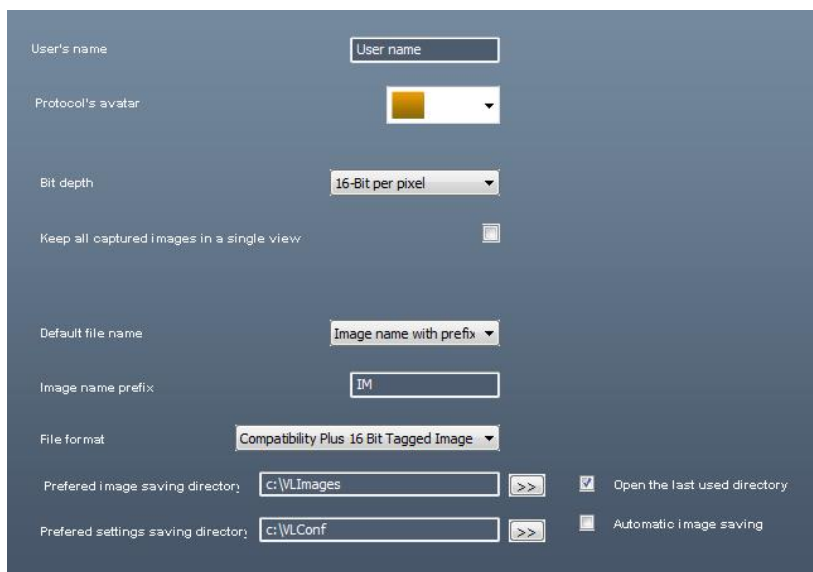 User's name
User name
Protocol's avatar
Bit depth
16-Bit per pixel
Keep all captured images in a single view
Default file name
Image name with prefix
Image name prefix
IM
File format
Compatibility Plus 16 Bit Tagged Image
Prefered image saving directory
c:\VLImages
>>
Open the last used directory
Prefered settings saving directory
c:\VLConf
>>
Automatic image saving